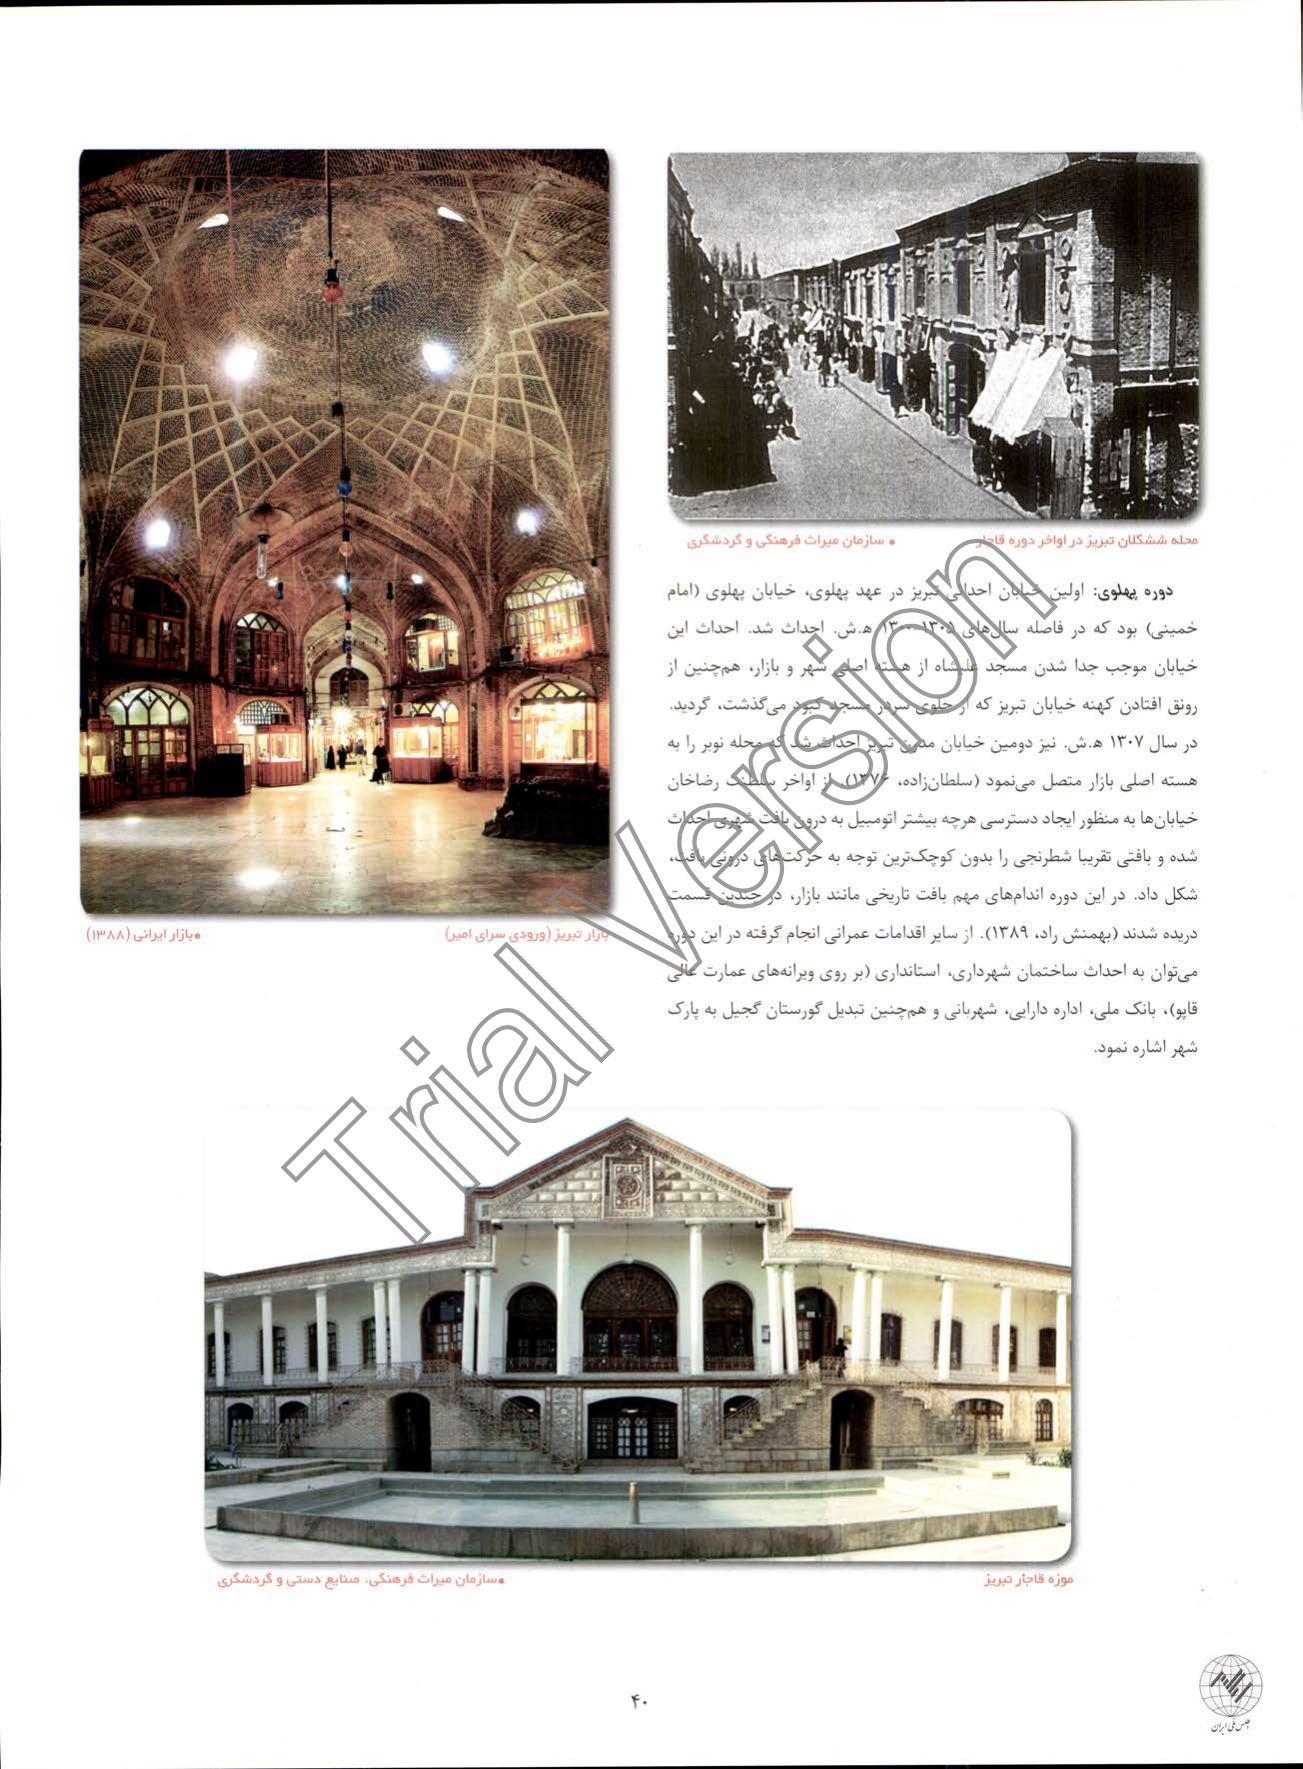 محله ششگلان تبریز در اواخر دوره قاجار
• سازمان میراث فرهنگی و گردشگری
دوره پهلوی: اولین خیابان احداثی تبریز در عهد پهلوی، خیابان پهلوی (امام
خمینی) بود که در فاصله سال‌های ۱۳۰۵-۱۳۰۰ ه.ش. احداث شد. احداث این
خیابان موجب جدا شدن مسجد علیشاه از هسته اصلی شهر و بازار، هم‌چنین از
رونق افتادن کهنه خیابان تبریز که از جلوی سردر مسجد کبود می‌گذشت، گردید.
در سال ۱۳۰۷ ه.ش. نیز دومین خیابان مدرن تبریز احداث شد که محله نوبر را به
هسته اصلی بازار متصل می‌نمود (سلطان‌زاده، ۱۳۷۶). از اواخر سلطنت رضاخان
خیابان‌ها به منظور ایجاد دسترسی هرچه بیشتر اتومبیل به درون بافت شهری احداث
شده و بافتی تقریبا شطرنجی را بدون کوچک‌ترین توجه به حرکت‌های درونی بافت،
شکل داد. در این دوره اندام‌های مهم بافت تاریخی مانند بازار، در چندین قسمت
دریده شدند (بهمنش راد، ۱۳۸۹). از سایر اقدامات عمرانی انجام گرفته در این دوره
می‌توان به احداث ساختمان شهرداری، استانداری (بر روی ویرانه‌های عمارت عالی
قاپو)، بانک ملی، اداره دارایی، شهربانی و هم‌چنین تبدیل گورستان گجیل به پارک
شهر اشاره نمود.
بازار تبریز (ورودی سرای امیر)
•بازار ایرانی (۱۳۸۸)
موزه قاجار تبریز
•سازمان میراث فرهنگی، صنایع دستی و گردشگری
۴۰
اطلس ملی ایران
Trial Version